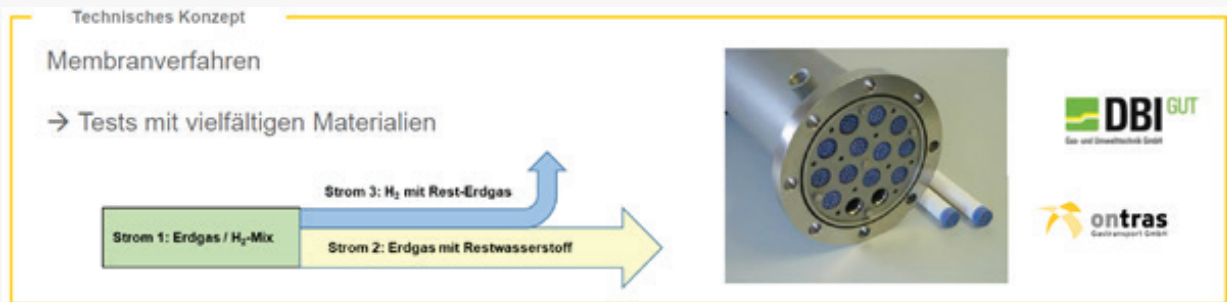 Technisches Konzept
Membranverfahren
→ Tests mit vielfältigen Materialien
Strom 3: H₂ mit Rest-Erdgas
Strom 1: Erdgas / H₂-Mix
Strom 2: Erdgas mit Restwasserstoff
DBI GUT
Gas- und Umwelttechnik GmbH
ontras
Gastransport GmbH